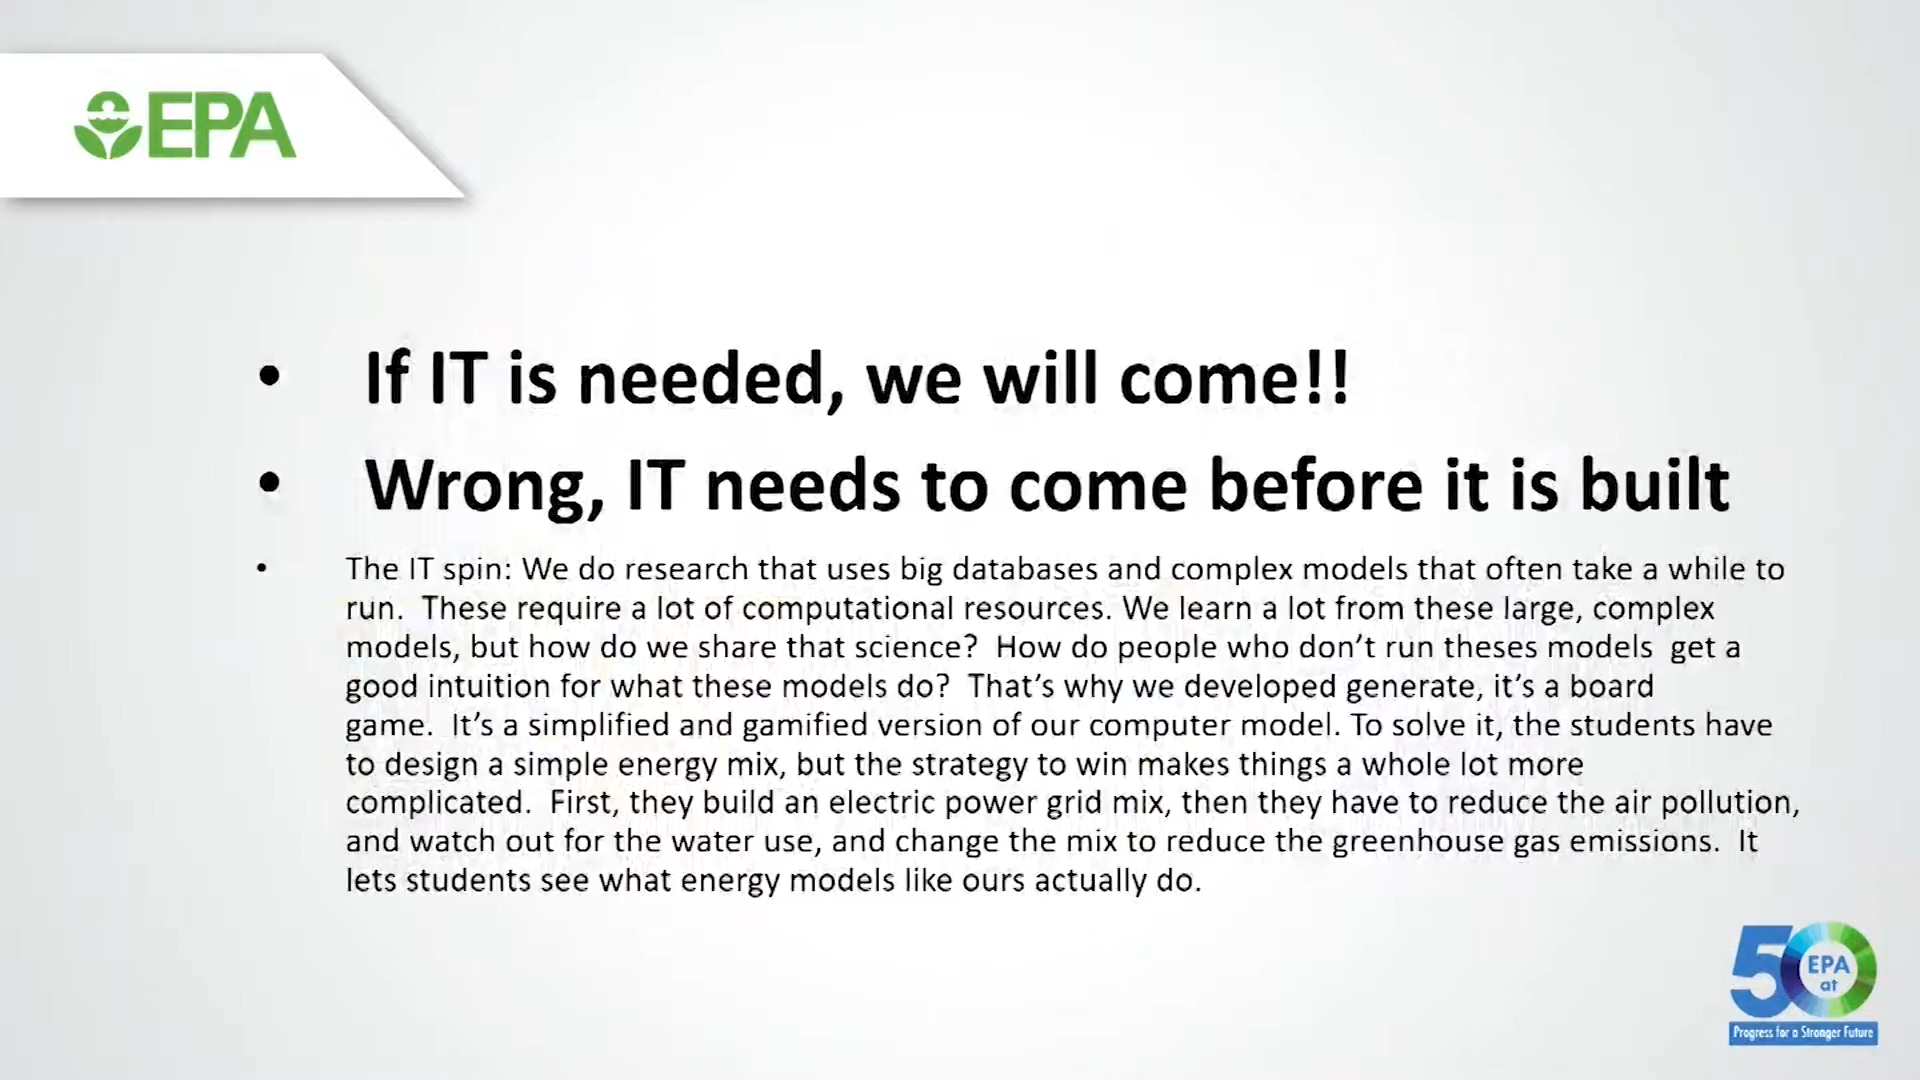 EPA
• If IT is needed, we will come!!
• Wrong, IT needs to come before it is built
• The IT spin: We do research that uses big databases and complex models that often take a while to
run.  These require a lot of computational resources. We learn a lot from these large, complex
models, but how do we share that science?  How do people who don’t run theses models  get a
good intuition for what these models do?  That’s why we developed generate, it’s a board
game.  It’s a simplified and gamified version of our computer model. To solve it, the students have
to design a simple energy mix, but the strategy to win makes things a whole lot more
complicated.  First, they build an electric power grid mix, then they have to reduce the air pollution,
and watch out for the water use, and change the mix to reduce the greenhouse gas emissions.  It
lets students see what energy models like ours actually do.
50
EPA
at
Progress for a Stronger Future